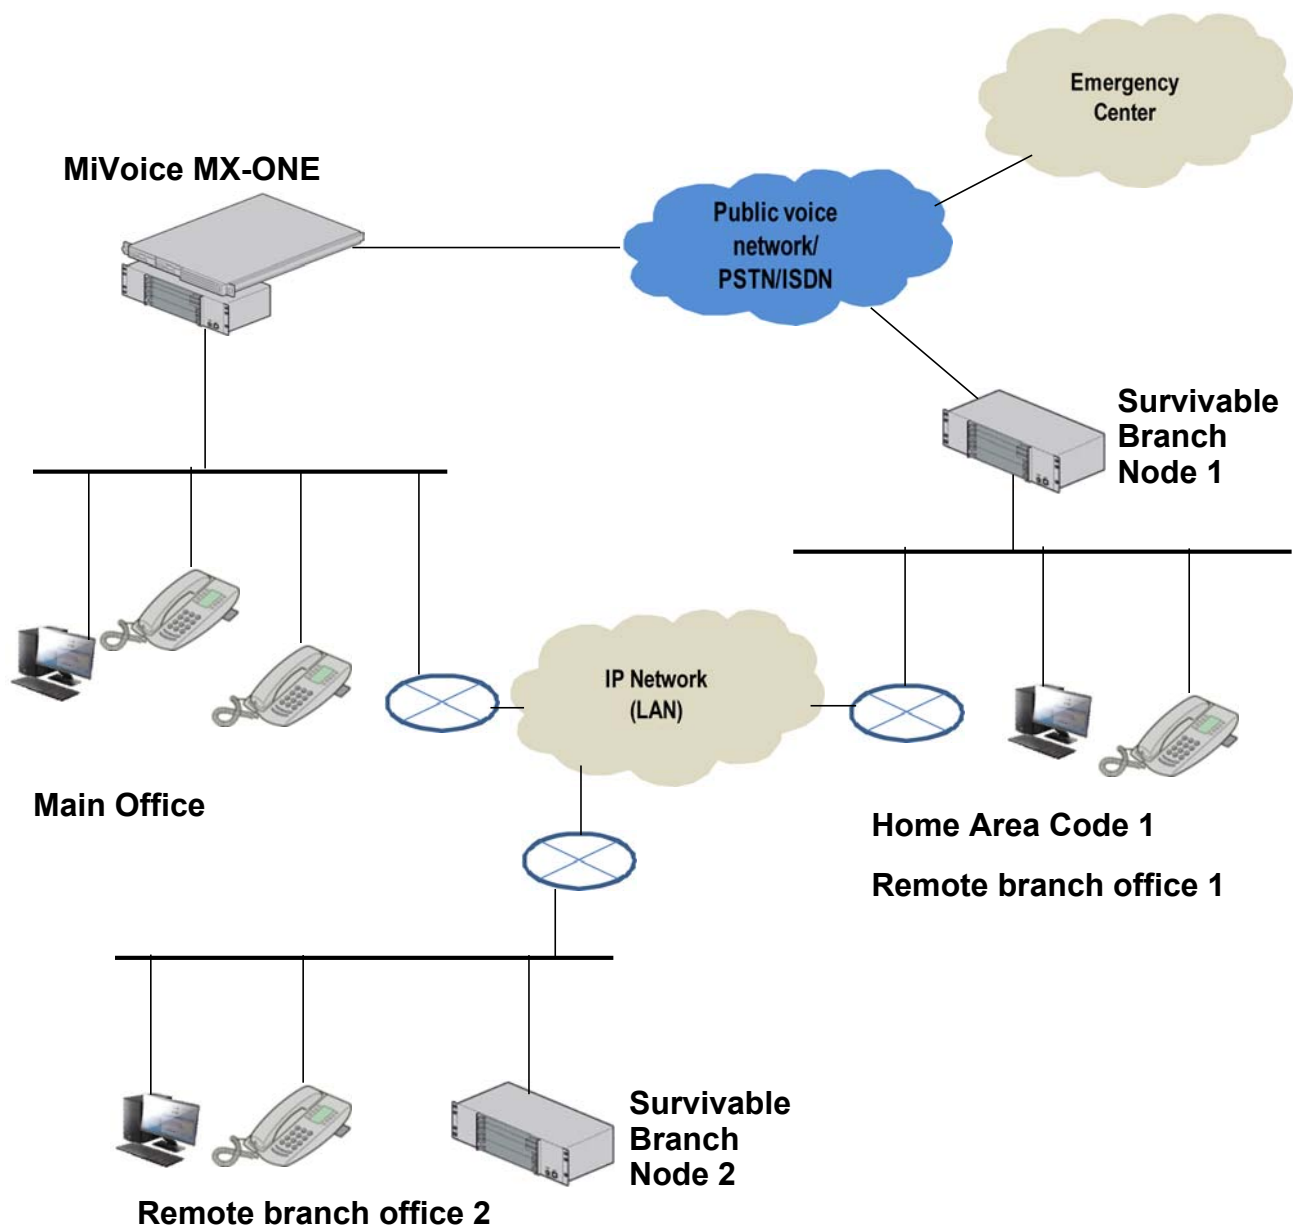 Emergency
Center
MiVoice MX-ONE
Public voice
network/
PSTN/ISDN
Survivable
Branch
Node 1
IP Network
(LAN)
Main Office
Home Area Code 1
Remote branch office 1
Survivable
Branch
Node 2
Remote branch office 2